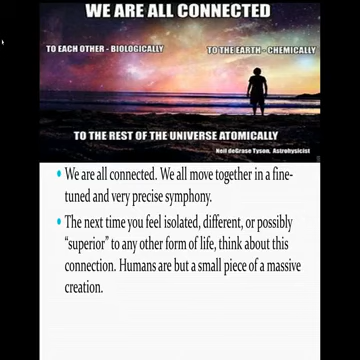 WE ARE ALL CONNECTED
TO EACH OTHER - BIOLOGICALLY
TO THE EARTH - CHEMICALLY
TO THE REST OF THE UNIVERSE ATOMICALLY
Neil deGrase Tyson, Astrohysicist
• We are all connected. We all move together in a fine-
tuned and very precise symphony.
• The next time you feel isolated, different, or possibly
“superior” to any other form of life, think about this
connection. Humans are but a small piece of a massive
creation.